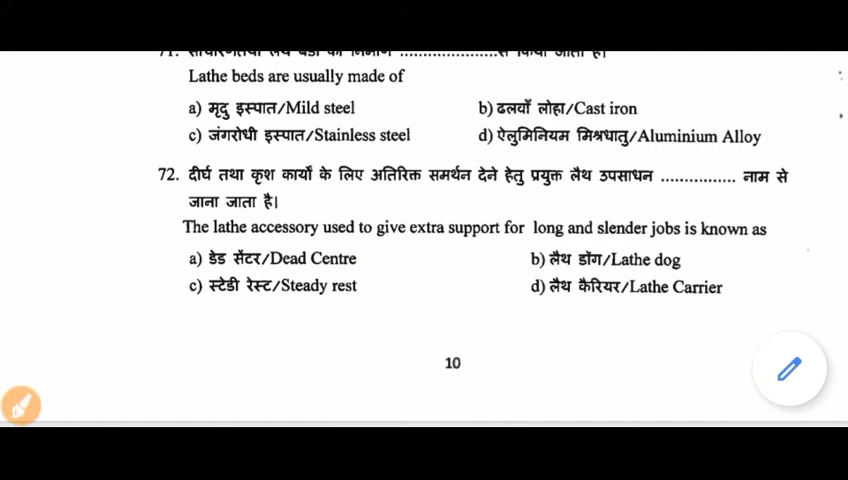 71. साधारणतया लेथ बेडों का निर्माण .....................से किया जाता है।
Lathe beds are usually made of
a) मृदु इस्पात/Mild steel b) ढलवाँ लोहा/Cast iron
c) जंगरोधी इस्पात/Stainless steel d) ऐलुमिनियम मिश्रधातु/Aluminium Alloy
72. दीर्घ तथा कृश कार्यों के लिए अतिरिक्त समर्थन देने हेतु प्रयुक्त लैथ उपसाधन ................ नाम से
जाना जाता है।
The lathe accessory used to give extra support for long and slender jobs is known as
a) डेड सेंटर/Dead Centre b) लैथ डॉग/Lathe dog
c) स्टेडी रेस्ट/Steady rest d) लैथ कैरियर/Lathe Carrier
10